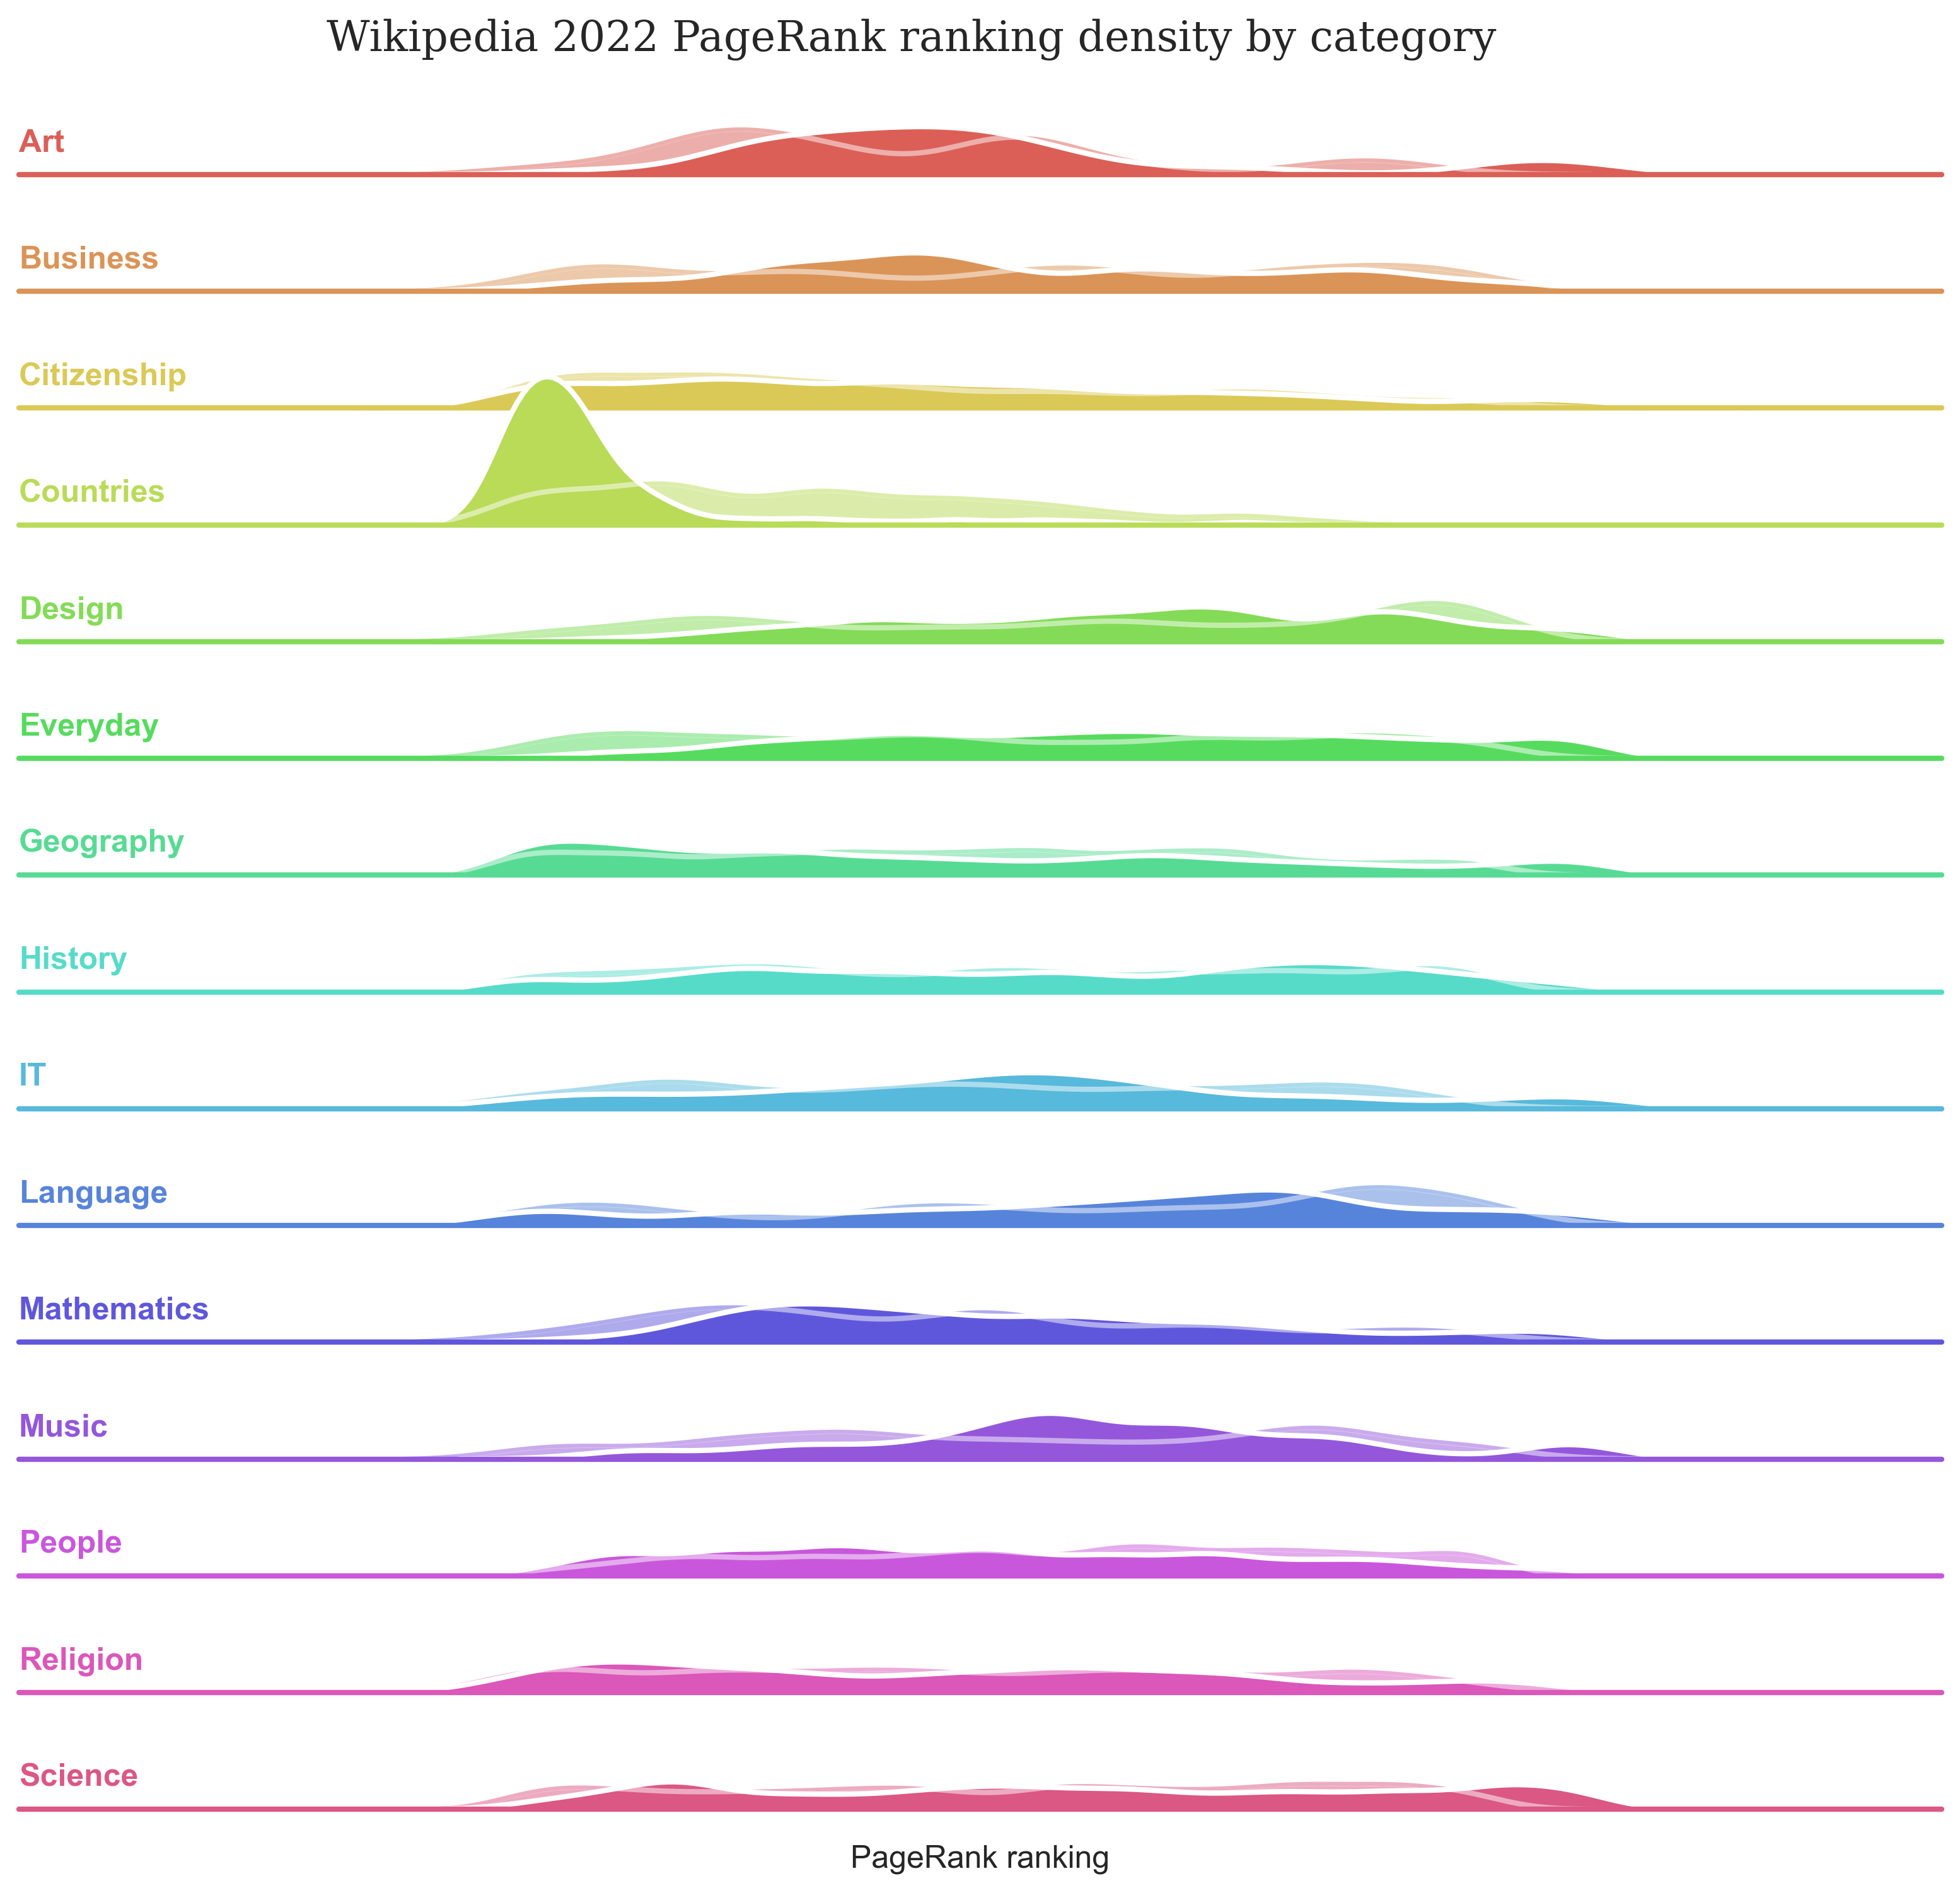 Wikipedia 2022 PageRank ranking density by category
Art
Business
Citizenship
Countries
Design
Everyday
Geography
History
IT
Language
Mathematics
Music
People
Religion
Science
PageRank ranking